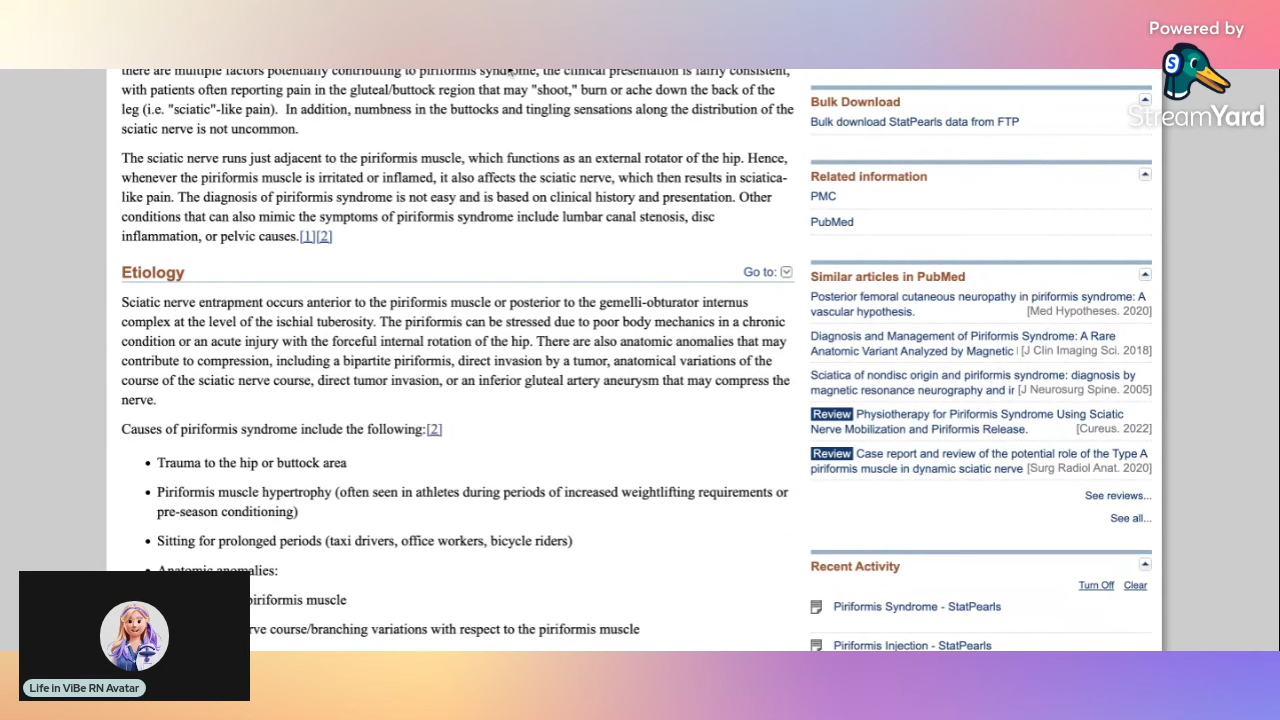 Powered by
StreamYard
there are multiple factors potentially contributing to piriformis syndrome, the clinical presentation is fairly consistent,
with patients often reporting pain in the gluteal/buttock region that may "shoot," burn or ache down the back of the
leg (i.e. "sciatic"-like pain).  In addition, numbness in the buttocks and tingling sensations along the distribution of the
sciatic nerve is not uncommon.
The sciatic nerve runs just adjacent to the piriformis muscle, which functions as an external rotator of the hip. Hence,
whenever the piriformis muscle is irritated or inflamed, it also affects the sciatic nerve, which then results in sciatica-
like pain. The diagnosis of piriformis syndrome is not easy and is based on clinical history and presentation. Other
conditions that can also mimic the symptoms of piriformis syndrome include lumbar canal stenosis, disc
inflammation, or pelvic causes.[1][2]
Etiology
Go to:
Sciatic nerve entrapment occurs anterior to the piriformis muscle or posterior to the gemelli-obturator internus
complex at the level of the ischial tuberosity. The piriformis can be stressed due to poor body mechanics in a chronic
condition or an acute injury with the forceful internal rotation of the hip. There are also anatomic anomalies that may
contribute to compression, including a bipartite piriformis, direct invasion by a tumor, anatomical variations of the
course of the sciatic nerve course, direct tumor invasion, or an inferior gluteal artery aneurysm that may compress the
nerve.
Causes of piriformis syndrome include the following:[2]
• Trauma to the hip or buttock area
• Piriformis muscle hypertrophy (often seen in athletes during periods of increased weightlifting requirements or
pre-season conditioning)
• Sitting for prolonged periods (taxi drivers, office workers, bicycle riders)
• Anatomic anomalies:
piriformis muscle
course/branching variations with respect to the piriformis muscle
Bulk Download
Bulk download StatPearls data from FTP
Related information
PMC
PubMed
Similar articles in PubMed
Posterior femoral cutaneous neuropathy in piriformis syndrome: A
vascular hypothesis. [Med Hypotheses. 2020]
Diagnosis and Management of Piriformis Syndrome: A Rare
Anatomic Variant Analyzed by Magnetic [J Clin Imaging Sci. 2018]
Sciatica of nondisc origin and piriformis syndrome: diagnosis by
magnetic resonance neurography and [J Neurosurg Spine. 2005]
Review Physiotherapy for Piriformis Syndrome Using Sciatic
Nerve Mobilization and Piriformis Release. [Cureus. 2022]
Review Case report and review of the potential role of the Type A
piriformis muscle in dynamic sciatic nerve [Surg Radiol Anat. 2020]
See reviews...
See all...
Recent Activity
Turn Off Clear
Piriformis Syndrome - StatPearls
Piriformis Injection - StatPearls
Life in ViBe RN Avatar